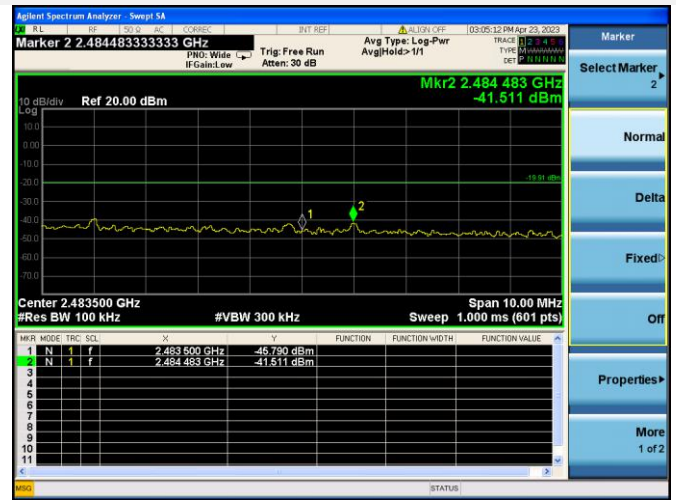 Agilent Spectrum Analyzer - Swept SA
RL RF 50 Ω AC CORREC INT REF ALIGN OFF 03:05:12 PM Apr 23, 2023
Marker 2 2.484483333333 GHz
PNO: Wide Trig: Free Run Avg Type: Log-Pwr TRACE 1 2 3 4 5 6
IFGain:Low Atten: 30 dB Avg|Hold>1/1 TYPE
DET P N N N N N
Mkr2 2.484 483 GHz
10 dB/div Ref 20.00 dBm -41.511 dBm
Log
10.0
0.00
-10.0
-19.91 dBm
-20.0
-30.0
-40.0
1
2
-50.0
-60.0
-70.0
Center 2.483500 GHz Span 10.00 MHz
#Res BW 100 kHz #VBW 300 kHz Sweep 1.000 ms (601 pts)
MKR MODE TRC SCL X Y FUNCTION FUNCTION WIDTH FUNCTION VALUE
1 N 1 f 2.483 500 GHz -45.790 dBm
2 N 1 f 2.484 483 GHz -41.511 dBm
3
4
5
6
7
8
9
10
11
MSG STATUS
Marker
Select Marker
2
Normal
Delta
Fixed
Off
Properties
More
1 of 2